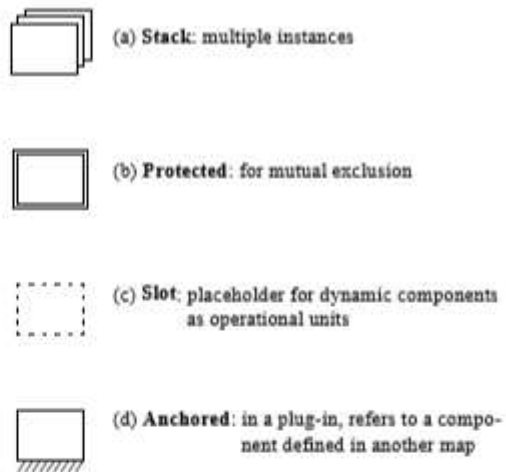 (a) Stack: multiple instances
(b) Protected: for mutual exclusion
(c) Slot: placeholder for dynamic components
as operational units
(d) Anchored: in a plug-in, refers to a compo-
nent defined in another map